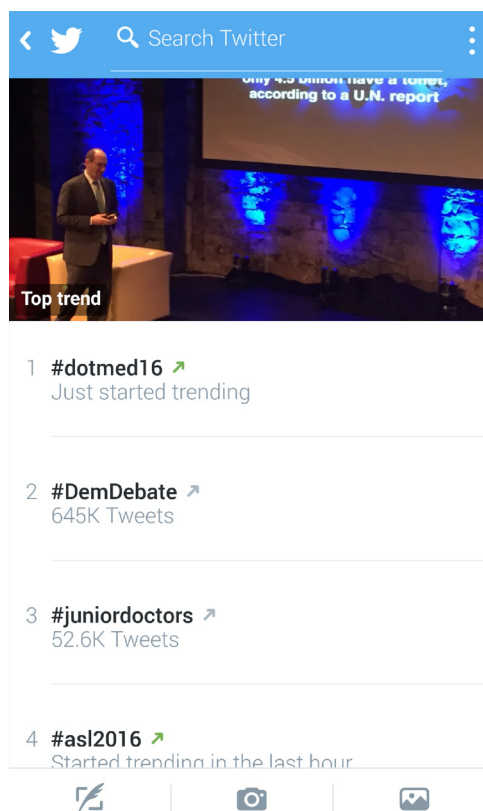 Search Twitter
only 4.5 billion have a toilet,
according to a U.N. report
Top trend
1 #dotmed16
Just started trending
2 #DemDebate
645K Tweets
3 #juniordoctors
52.6K Tweets
4 #asl2016
Started trending in the last hour